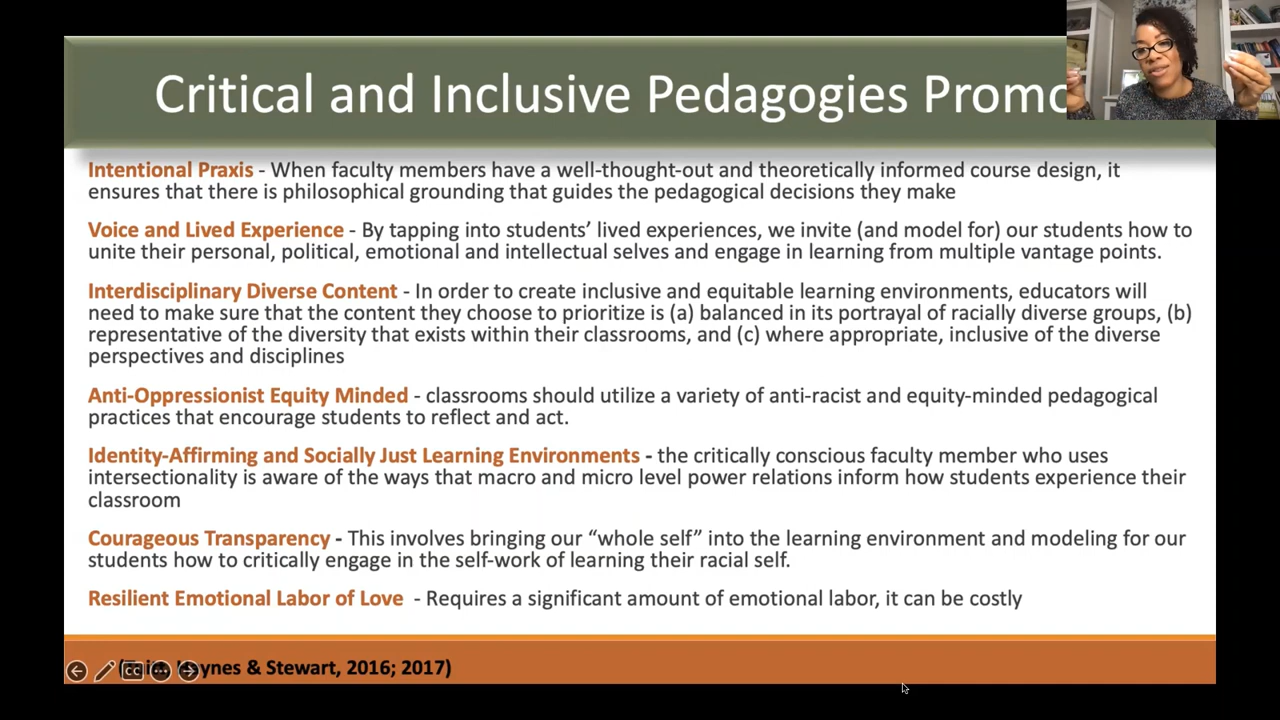 Critical and Inclusive Pedagogies Promo
Intentional Praxis - When faculty members have a well-thought-out and theoretically informed course design, it
ensures that there is philosophical grounding that guides the pedagogical decisions they make
Voice and Lived Experience - By tapping into students’ lived experiences, we invite (and model for) our students how to
unite their personal, political, emotional and intellectual selves and engage in learning from multiple vantage points.
Interdisciplinary Diverse Content - In order to create inclusive and equitable learning environments, educators will
need to make sure that the content they choose to prioritize is (a) balanced in its portrayal of racially diverse groups, (b)
representative of the diversity that exists within their classrooms, and (c) where appropriate, inclusive of the diverse
perspectives and disciplines
Anti-Oppressionist Equity Minded - classrooms should utilize a variety of anti-racist and equity-minded pedagogical
practices that encourage students to reflect and act.
Identity-Affirming and Socially Just Learning Environments - the critically conscious faculty member who uses
intersectionality is aware of the ways that macro and micro level power relations inform how students experience their
classroom
Courageous Transparency - This involves bringing our “whole self” into the learning environment and modeling for our
students how to critically engage in the self-work of learning their racial self.
Resilient Emotional Labor of Love - Requires a significant amount of emotional labor, it can be costly
& Stewart, 2016; 2017)
CC